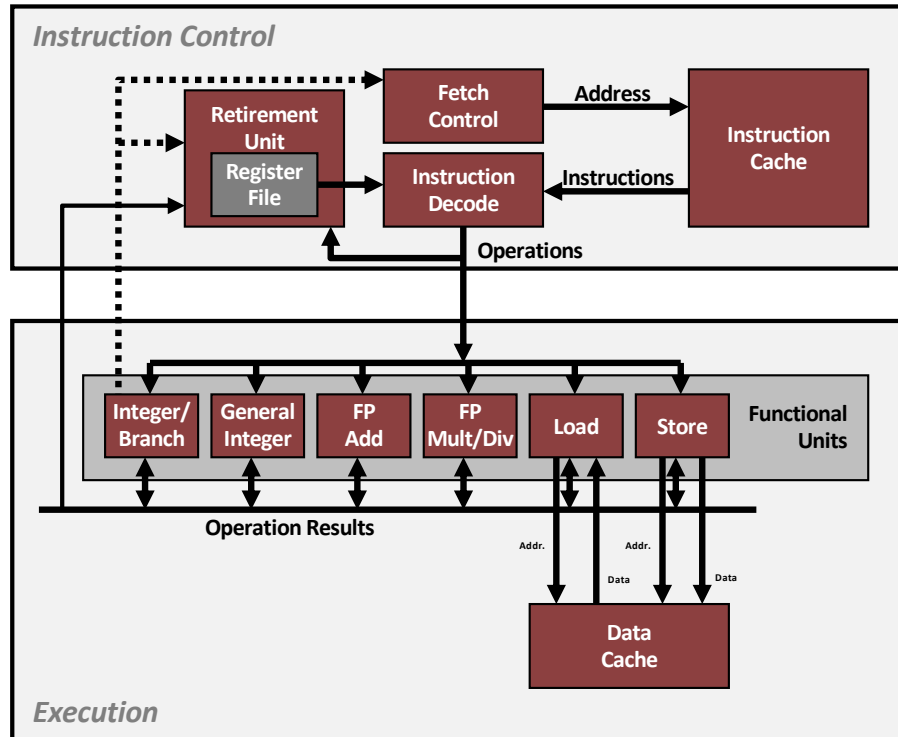 Instruction Control
Fetch
Control
Address
Instruction
Cache
Retirement
Unit
Register
File
Instruction
Decode
Instructions
Operations
Integer/
Branch
General
Integer
FP
Add
FP
Mult/Div
Load
Store
Functional
Units
Operation Results
Addr.
Data
Addr.
Data
Data
Cache
Execution